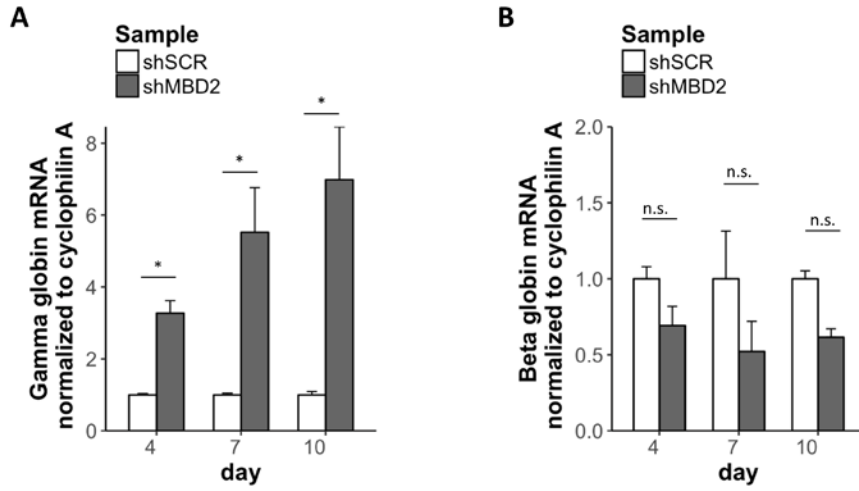 A
Sample
shSCR
shMBD2
Gamma globin mRNA
normalized to cyclophilin A
8
6
4
2
0
*
*
*
4 7 10
day
B
Sample
shSCR
shMBD2
Beta globin mRNA
normalized to cyclophilin A
2.0
1.5
1.0
0.5
0.0
n.s.
n.s.
n.s.
4 7 10
day